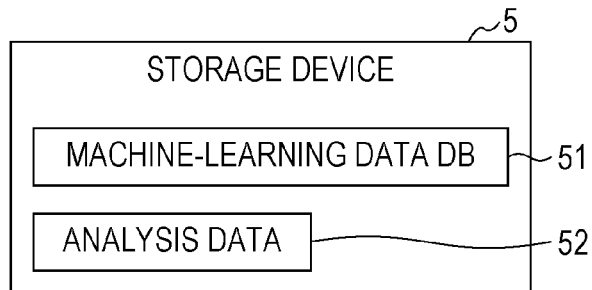 5
STORAGE DEVICE
MACHINE-LEARNING DATA DB
51
ANALYSIS DATA
52